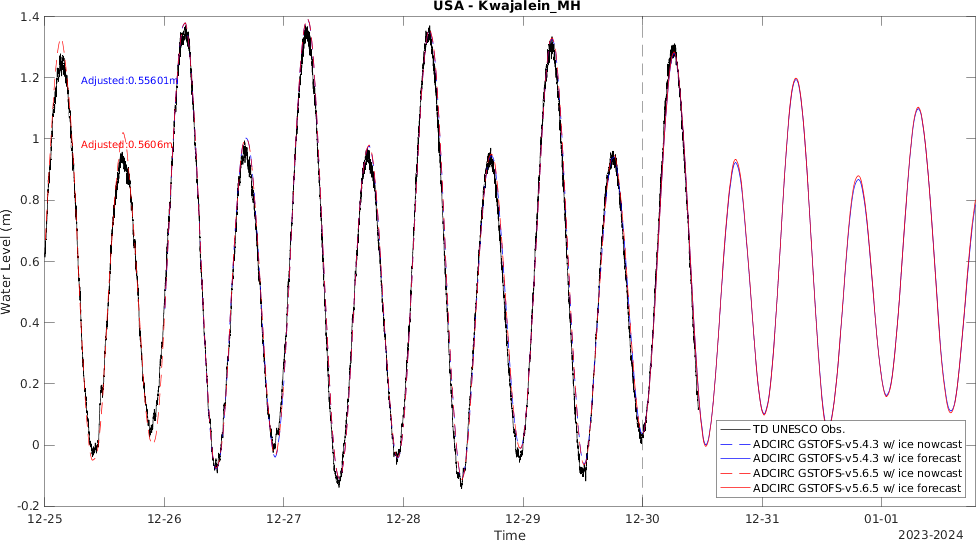 USA - Kwajalein_MH
1.4
1.2
1
0.8
0.6
0.4
0.2
0
-0.2
Water Level (m)
Adjusted:0.55601m
Adjusted:0.5606m
TD UNESCO Obs.
ADCIRC GSTOFS-v5.4.3 w/ ice nowcast
ADCIRC GSTOFS-v5.4.3 w/ ice forecast
ADCIRC GSTOFS-v5.6.5 w/ ice nowcast
ADCIRC GSTOFS-v5.6.5 w/ ice forecast
12-25 12-26 12-27 12-28 12-29 12-30 12-31 01-01
Time
2023-2024